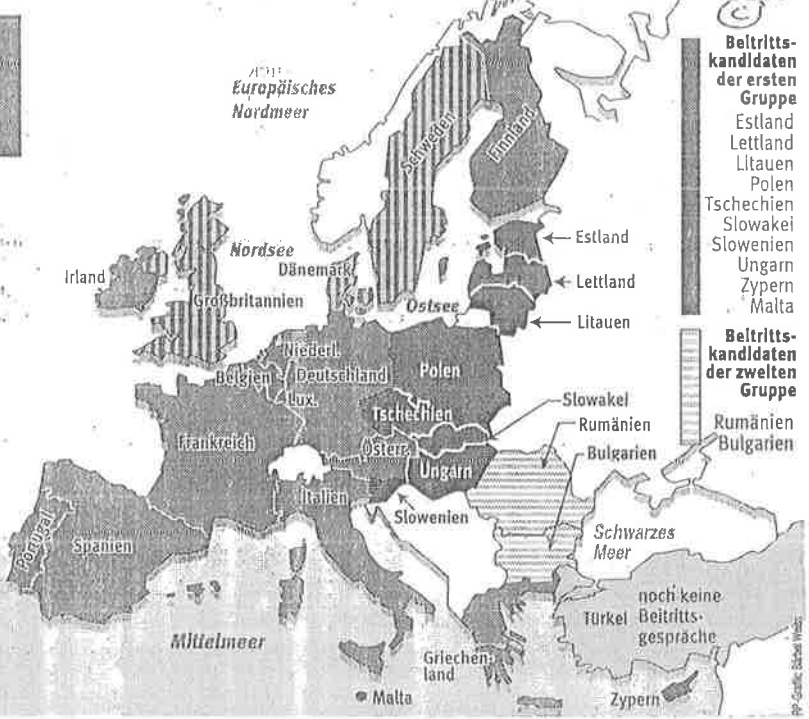 C
Beitritts-
kandidaten
der ersten
Gruppe
Estland
Lettland
Litauen
Polen
Tschechien
Slowakei
Slowenien
Ungarn
Zypern
Malta
Beitritts-
kandidaten
der zweiten
Gruppe
Rumänien
Bulgarien
Europäisches
Nordmeer
Schweden
Finnland
Estland
Lettland
Litauen
Nordsee
Dänemark
Irland
Großbritannien
Ostsee
Niederl.
Belgien
Deutschland
Lux.
Polen
Tschechien
Slowakei
Rumänien
Bulgarien
Frankreich
Österr.
Ungarn
Italien
Slowenien
Portugal
Spanien
Schwarzes
Meer
Mittelmeer
Griechen-
land
Türkei
noch keine
Beitritts-
gespräche
Malta
Zypern
RP-Grafik: